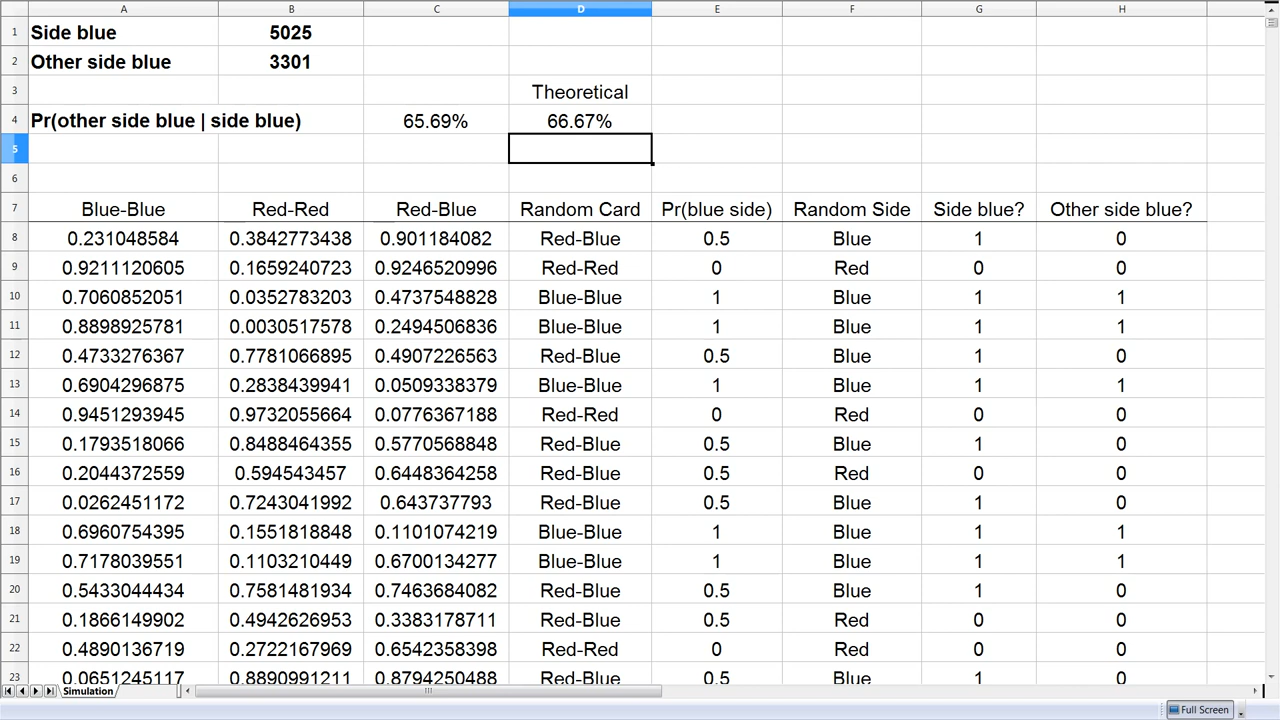 A B C D E F G H
1 Side blue 5025
2 Other side blue 3301
3 Theoretical
4 Pr(other side blue | side blue) 65.69% 66.67%
5
6
7 Blue-Blue Red-Red Red-Blue Random Card Pr(blue side) Random Side Side blue? Other side blue?
8 0.231048584 0.3842773438 0.901184082 Red-Blue 0.5 Blue 1 0
9 0.9211120605 0.1659240723 0.9246520996 Red-Red 0 Red 0 0
10 0.7060852051 0.0352783203 0.4737548828 Blue-Blue 1 Blue 1 1
11 0.8898925781 0.0030517578 0.2494506836 Blue-Blue 1 Blue 1 1
12 0.4733276367 0.7781066895 0.4907226563 Red-Blue 0.5 Blue 1 0
13 0.6904296875 0.2838439941 0.0509338379 Blue-Blue 1 Blue 1 1
14 0.9451293945 0.9732055664 0.0776367188 Red-Red 0 Red 0 0
15 0.1793518066 0.8488464355 0.5770568848 Red-Blue 0.5 Blue 1 0
16 0.2044372559 0.594543457 0.6448364258 Red-Blue 0.5 Red 0 0
17 0.0262451172 0.7243041992 0.643737793 Red-Blue 0.5 Blue 1 0
18 0.6960754395 0.1551818848 0.1101074219 Blue-Blue 1 Blue 1 1
19 0.7178039551 0.1103210449 0.6700134277 Blue-Blue 1 Blue 1 1
20 0.5433044434 0.7581481934 0.7463684082 Red-Blue 0.5 Blue 1 0
21 0.1866149902 0.4942626953 0.3383178711 Red-Blue 0.5 Red 0 0
22 0.4890136719 0.2722167969 0.6542358398 Red-Red 0 Red 0 0
23 0.0651245117 0.8890991211 0.8794250488 Red-Blue 0.5 Blue 1 0
Simulation
Full Screen